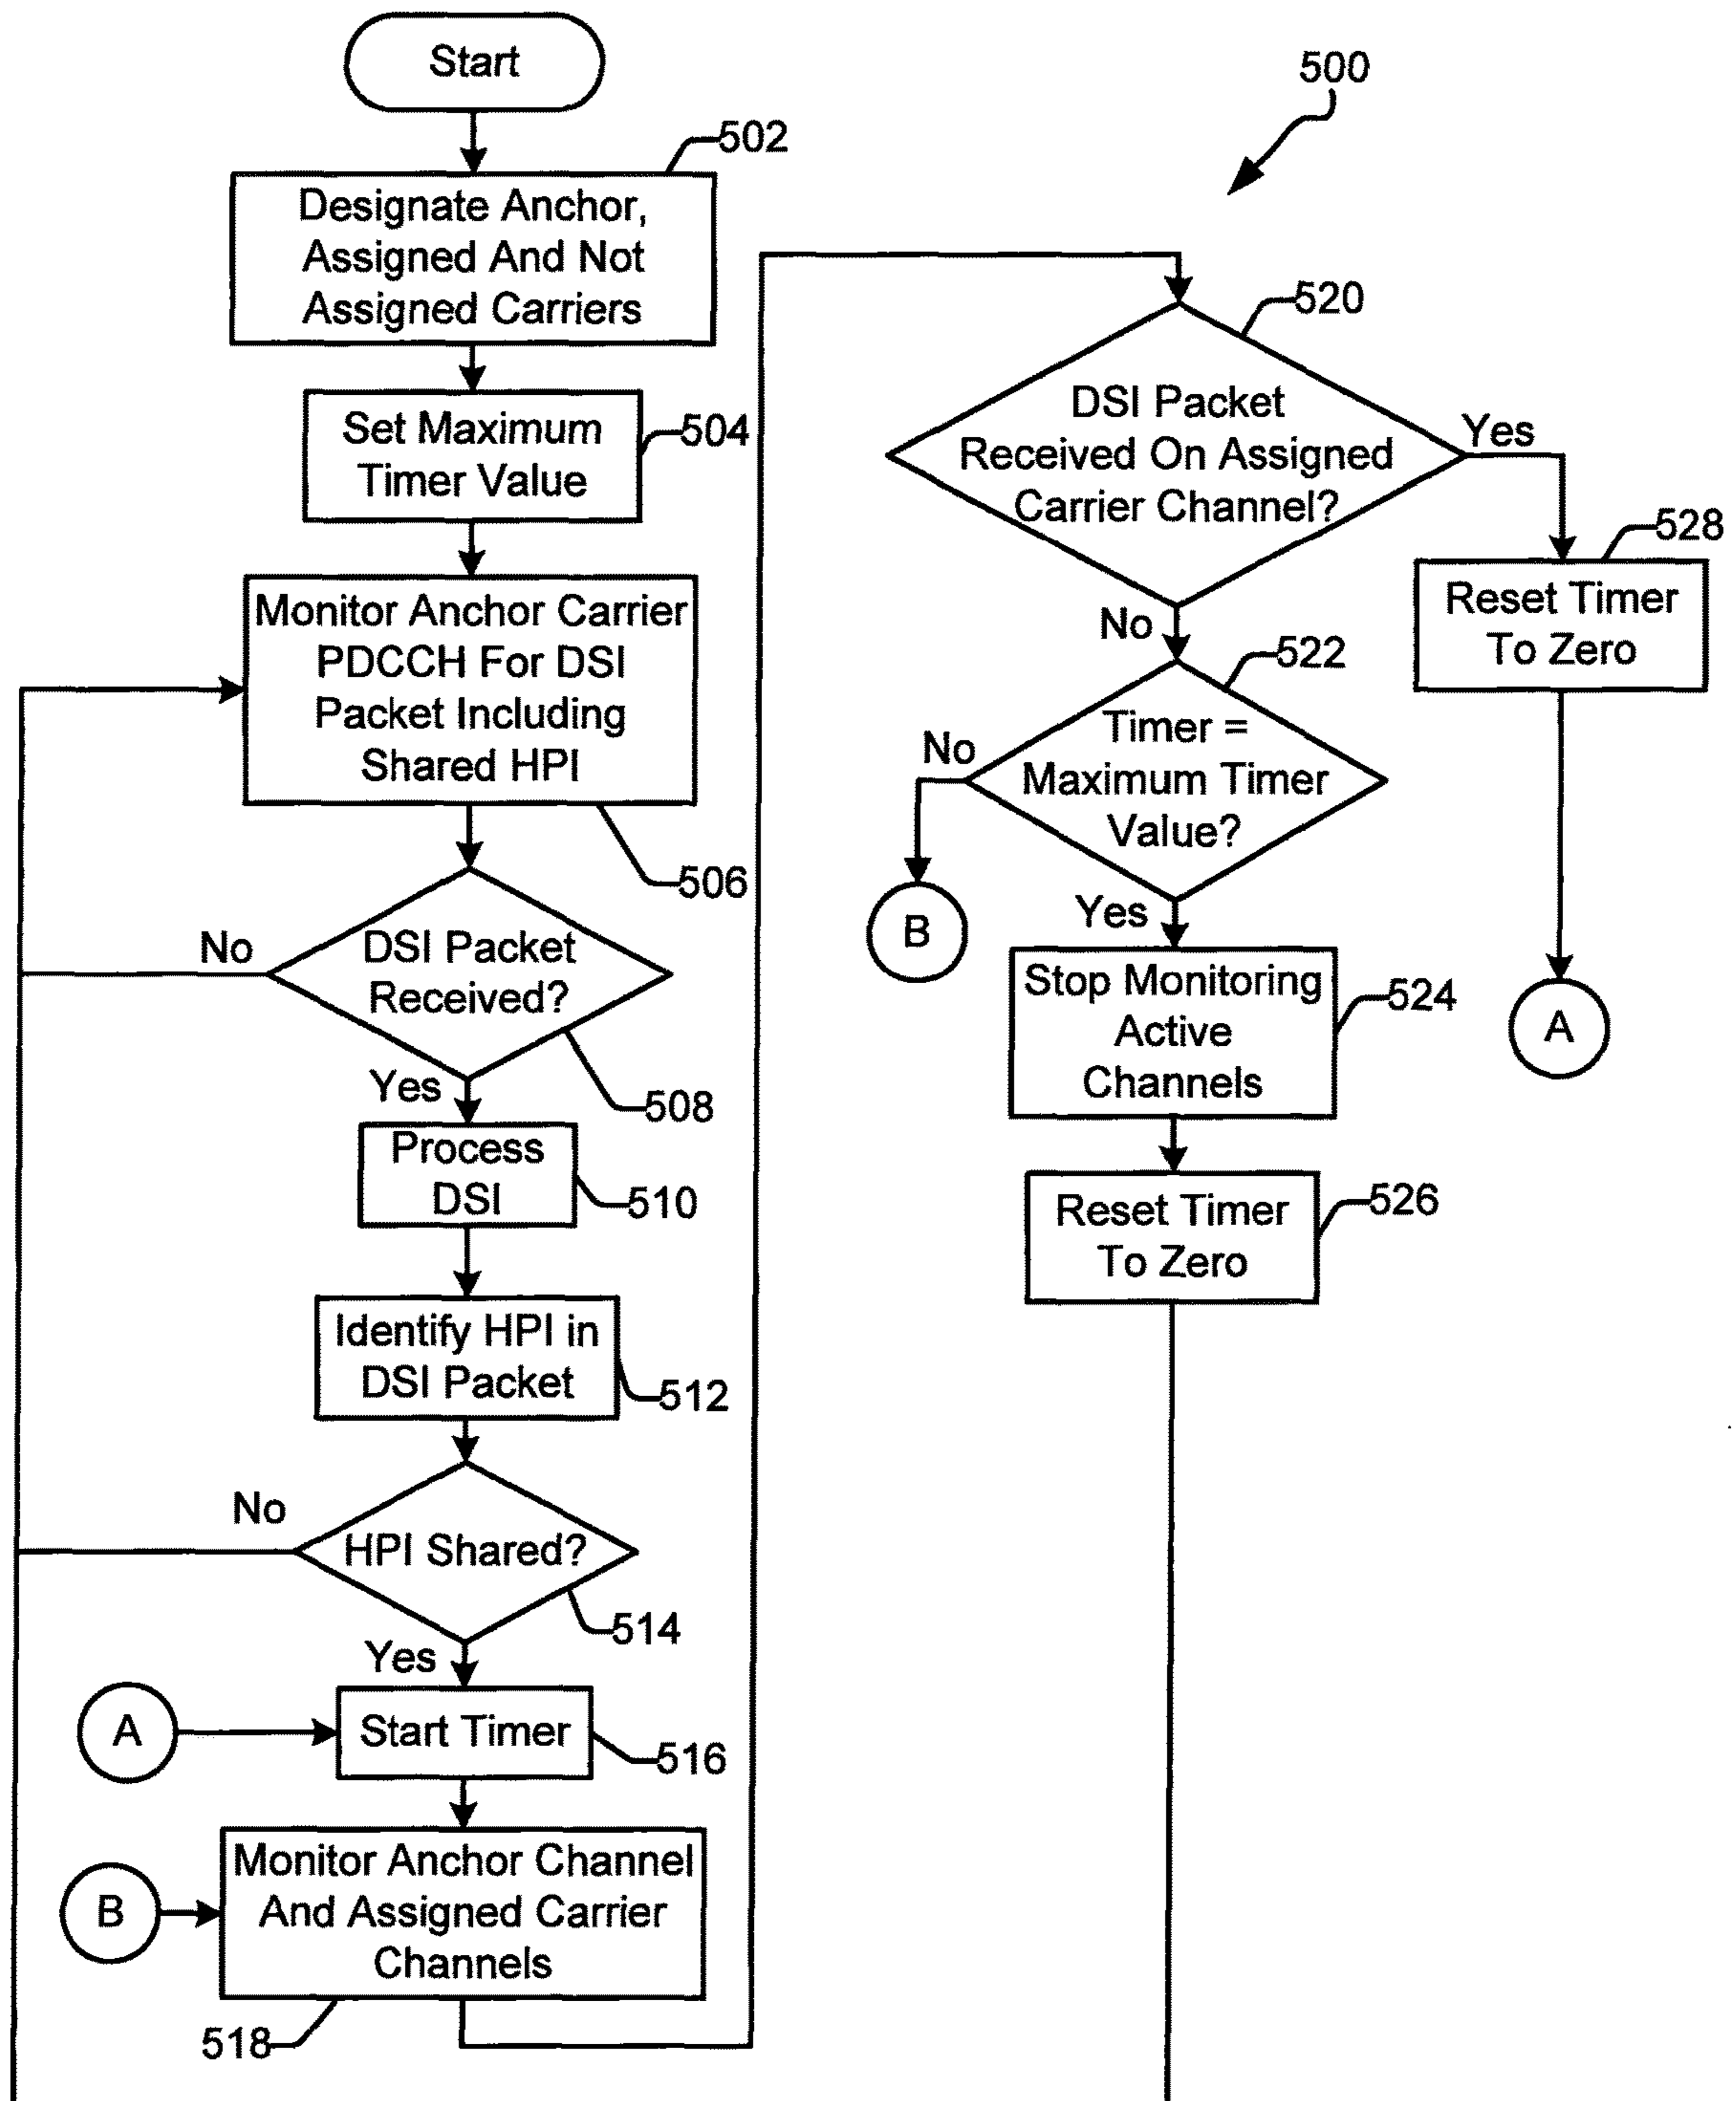 Start
500
502
Designate Anchor,
Assigned And Not
Assigned Carriers
Set Maximum
Timer Value
504
Monitor Anchor Carrier
PDCCH For DSI
Packet Including
Shared HPI
506
DSI Packet
Received?
No
Yes
508
Process
DSI
510
Identify HPI in
DSI Packet
512
HPI Shared?
No
Yes
514
A
Start Timer
516
B
Monitor Anchor Channel
And Assigned Carrier
Channels
518
520
DSI Packet
Received On Assigned
Carrier Channel?
Yes
No
528
Reset Timer
To Zero
A
522
Timer =
Maximum Timer
Value?
No
B
Yes
Stop Monitoring
Active
Channels
524
Reset Timer
To Zero
526